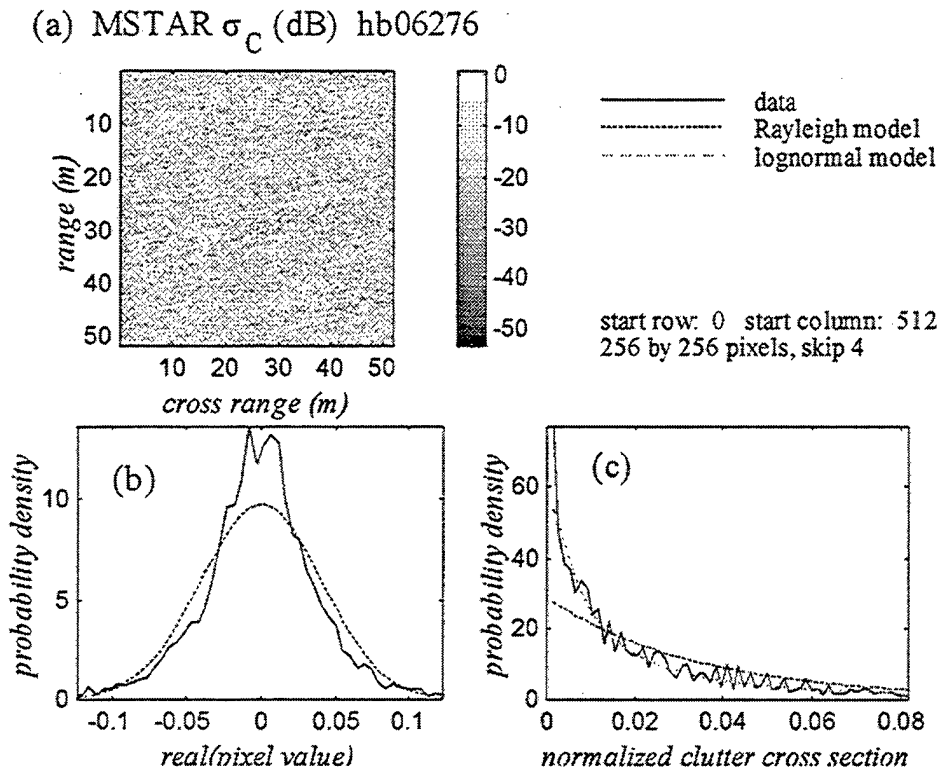 (a) MSTAR σ_C (dB) hb06276
range (m)
10
20
30
40
50
10 20 30 40 50
cross range (m)
0
-10
-20
-30
-40
-50
data
Rayleigh model
lognormal model
start row: 0 start column: 512
256 by 256 pixels, skip 4
(b)
probability density
10
5
0
-0.1 -0.05 0 0.05 0.1
real(pixel value)
(c)
probability density
60
40
20
0
0 0.02 0.04 0.06 0.08
normalized clutter cross section